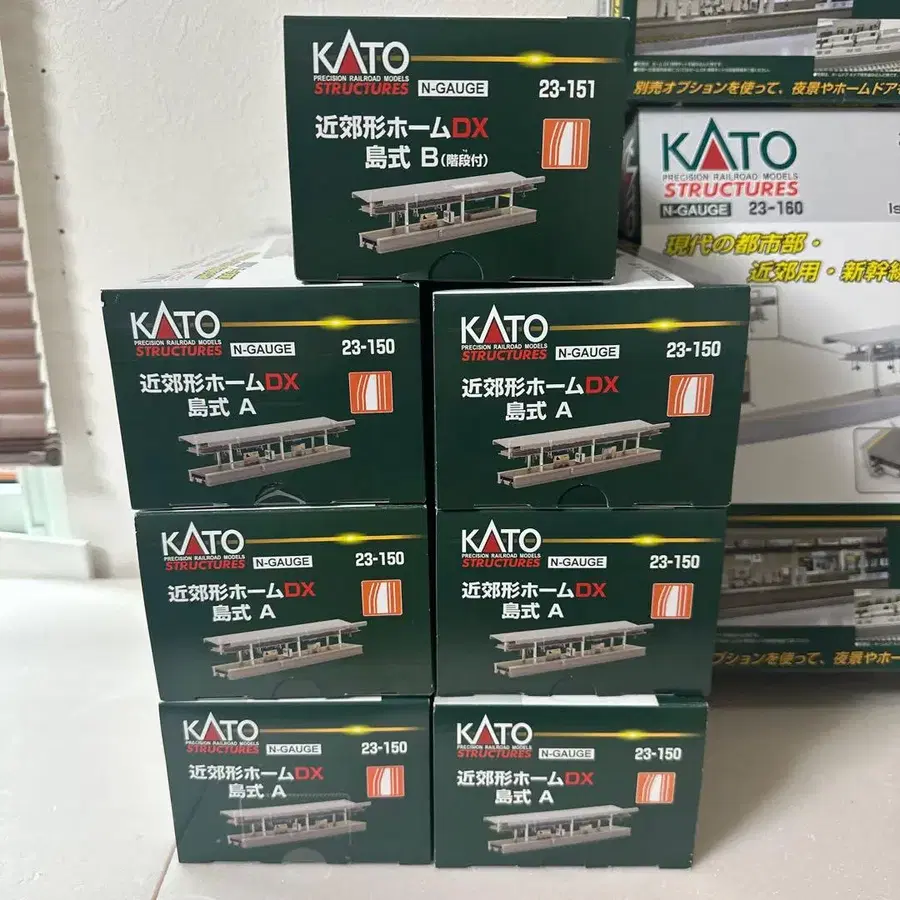 KATO
PRECISION RAILROAD MODELS
STRUCTURES N-GAUGE 23-151
近郊形ホームDX
島式 B(階段付)
KATO
PRECISION RAILROAD MODELS
STRUCTURES N-GAUGE 23-150
近郊形ホームDX
島式 A
KATO
PRECISION RAILROAD MODELS
STRUCTURES N-GAUGE 23-150
近郊形ホームDX
島式 A
KATO
PRECISION RAILROAD MODELS
STRUCTURES N-GAUGE 23-150
近郊形ホームDX
島式 A
KATO
PRECISION RAILROAD MODELS
STRUCTURES N-GAUGE 23-150
近郊形ホームDX
島式 A
KATO
PRECISION RAILROAD MODELS
STRUCTURES N-GAUGE 23-150
近郊形ホームDX
島式 A
KATO
PRECISION RAILROAD MODELS
STRUCTURES N-GAUGE 23-150
近郊形ホームDX
島式 A
別売オプションを使って、夜景やホームドア
KATO
PRECISION RAILROAD MODELS
STRUCTURES
N-GAUGE 23-160
現代の都市部・
近郊用・新幹線
プションを使って、夜景やホー